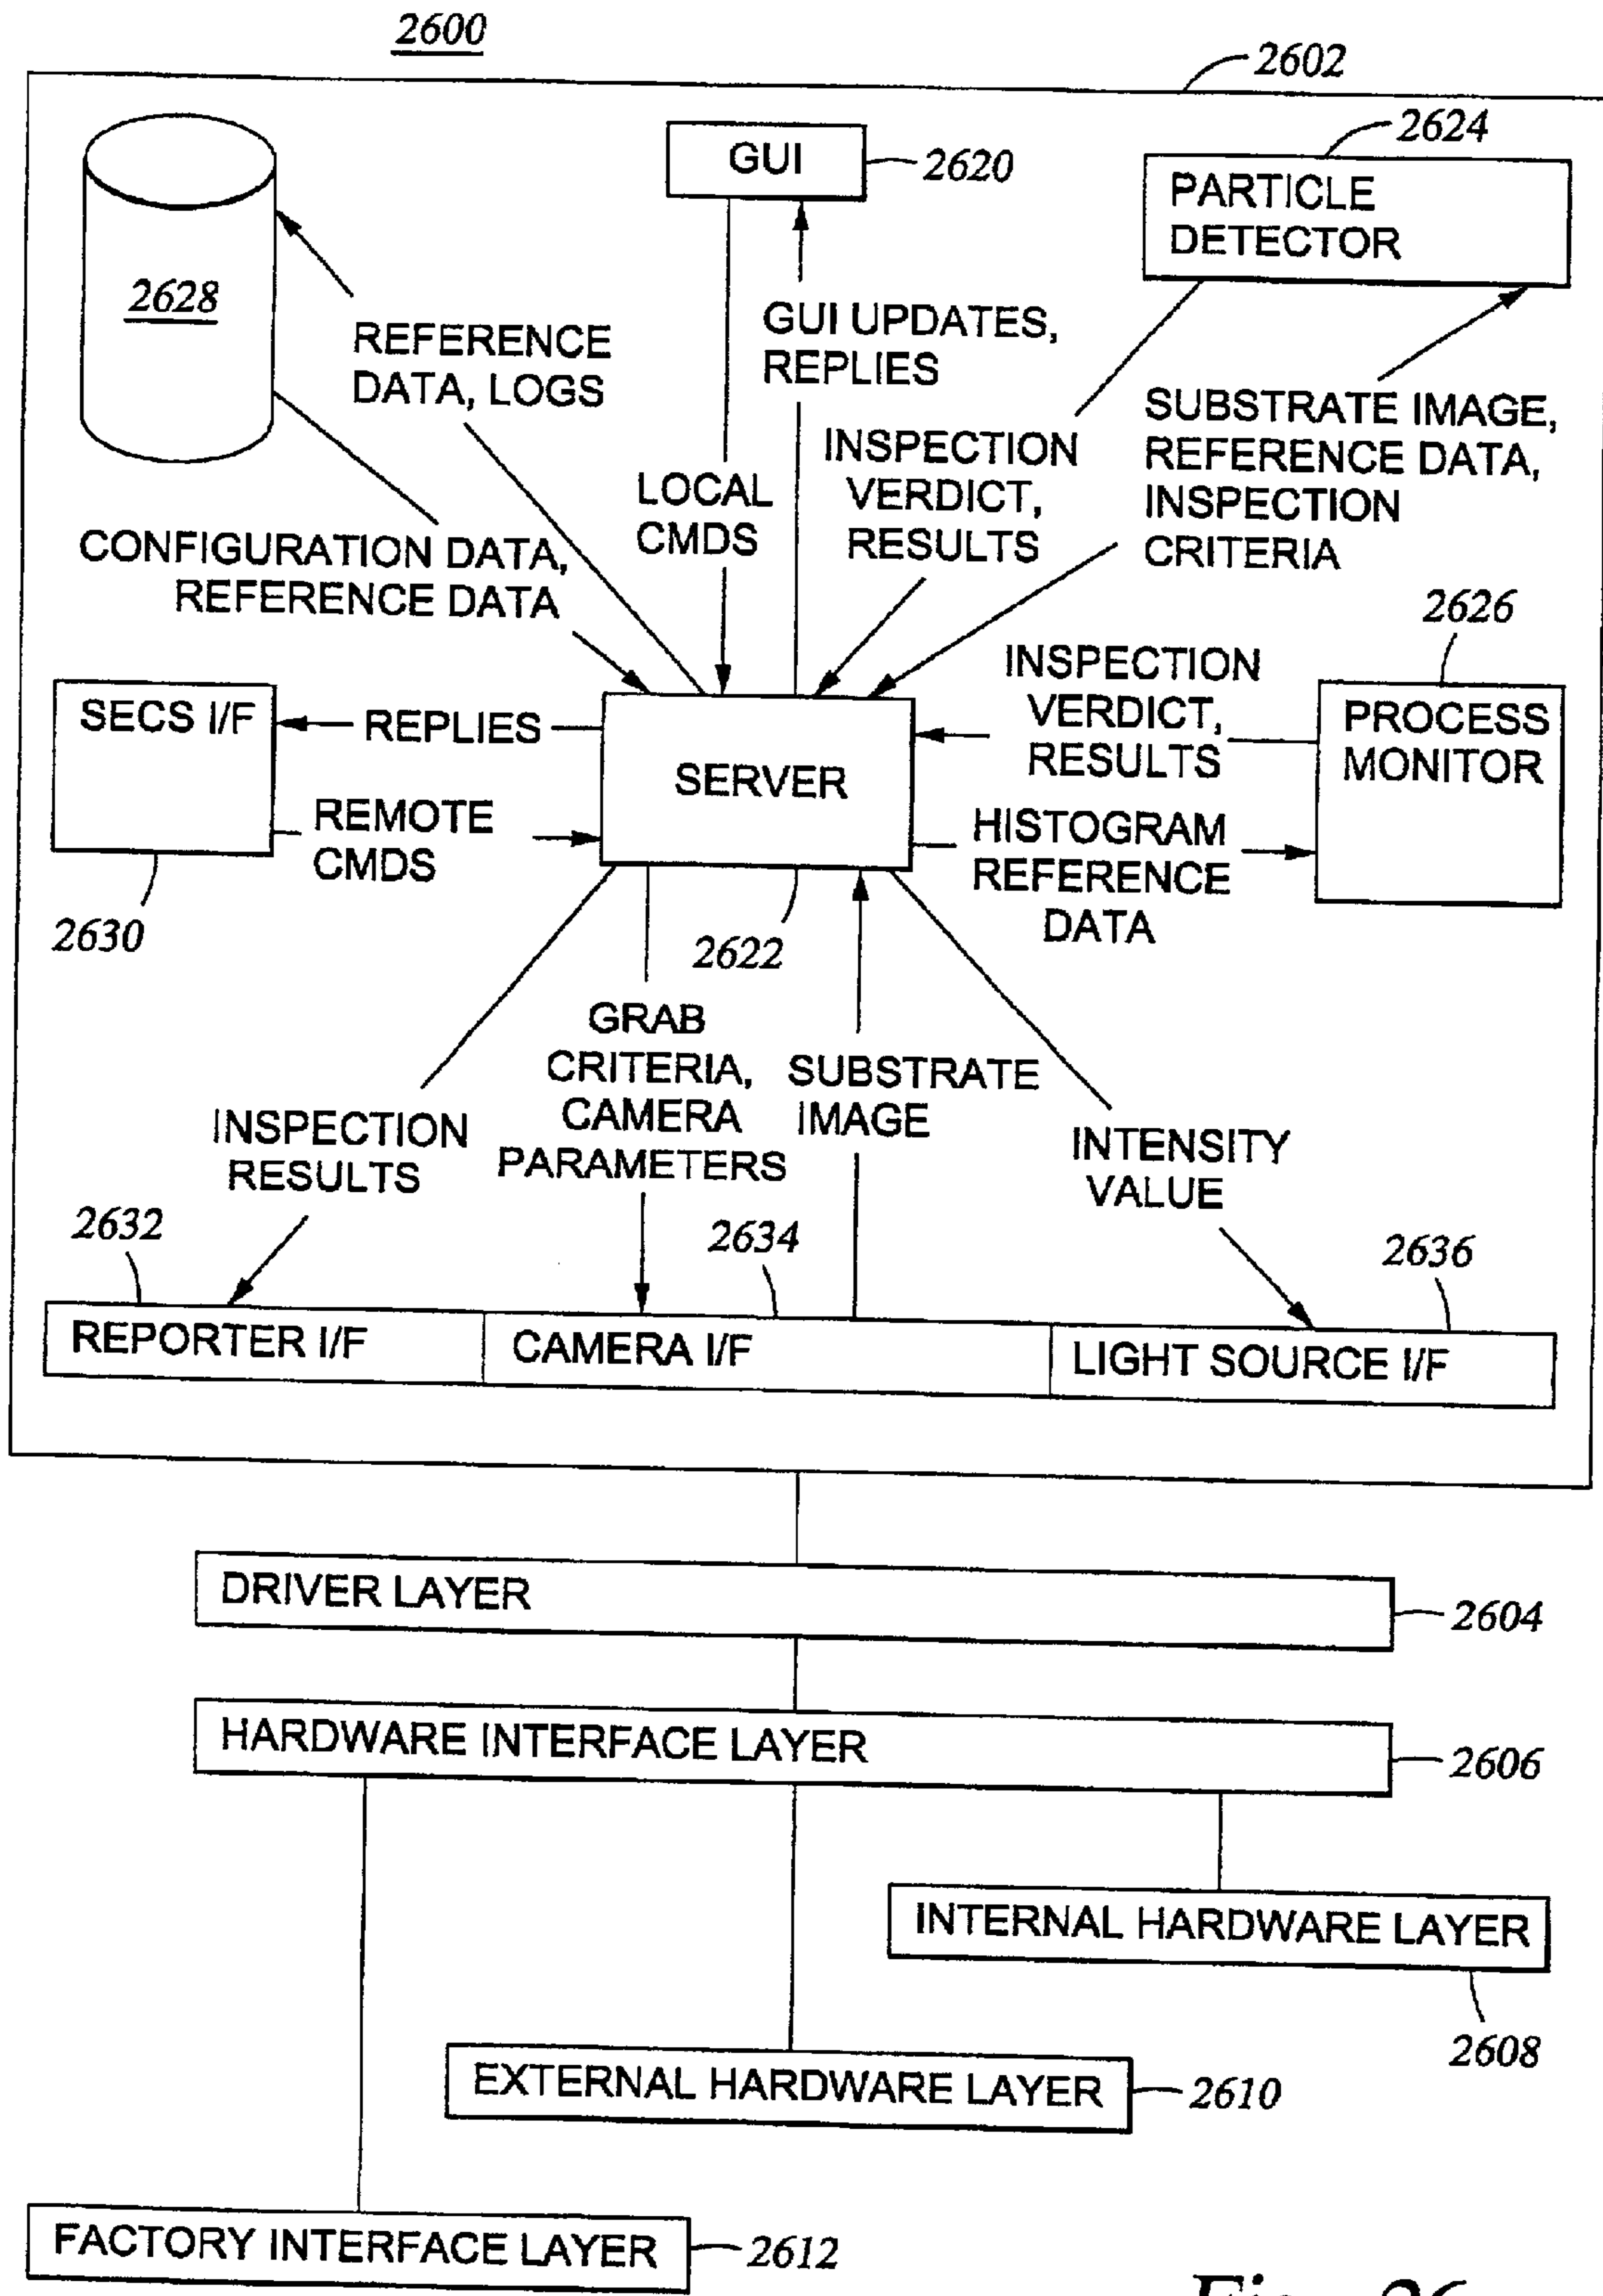 2600
2602
GUI
2620
2624
PARTICLE
DETECTOR
2628
REFERENCE
DATA, LOGS
GUI UPDATES,
REPLIES
LOCAL
CMDS
INSPECTION
VERDICT,
RESULTS
SUBSTRATE IMAGE,
REFERENCE DATA,
INSPECTION
CRITERIA
CONFIGURATION DATA,
REFERENCE DATA
2626
SECS I/F
REPLIES
SERVER
INSPECTION
VERDICT,
RESULTS
PROCESS
MONITOR
REMOTE
CMDS
HISTOGRAM
REFERENCE
DATA
2630
2622
GRAB
CRITERIA,
CAMERA
PARAMETERS
SUBSTRATE
IMAGE
INSPECTION
RESULTS
INTENSITY
VALUE
2632
2634
2636
REPORTER I/F
CAMERA I/F
LIGHT SOURCE I/F
DRIVER LAYER
2604
HARDWARE INTERFACE LAYER
2606
INTERNAL HARDWARE LAYER
2608
EXTERNAL HARDWARE LAYER
2610
FACTORY INTERFACE LAYER
2612
Fig. 26